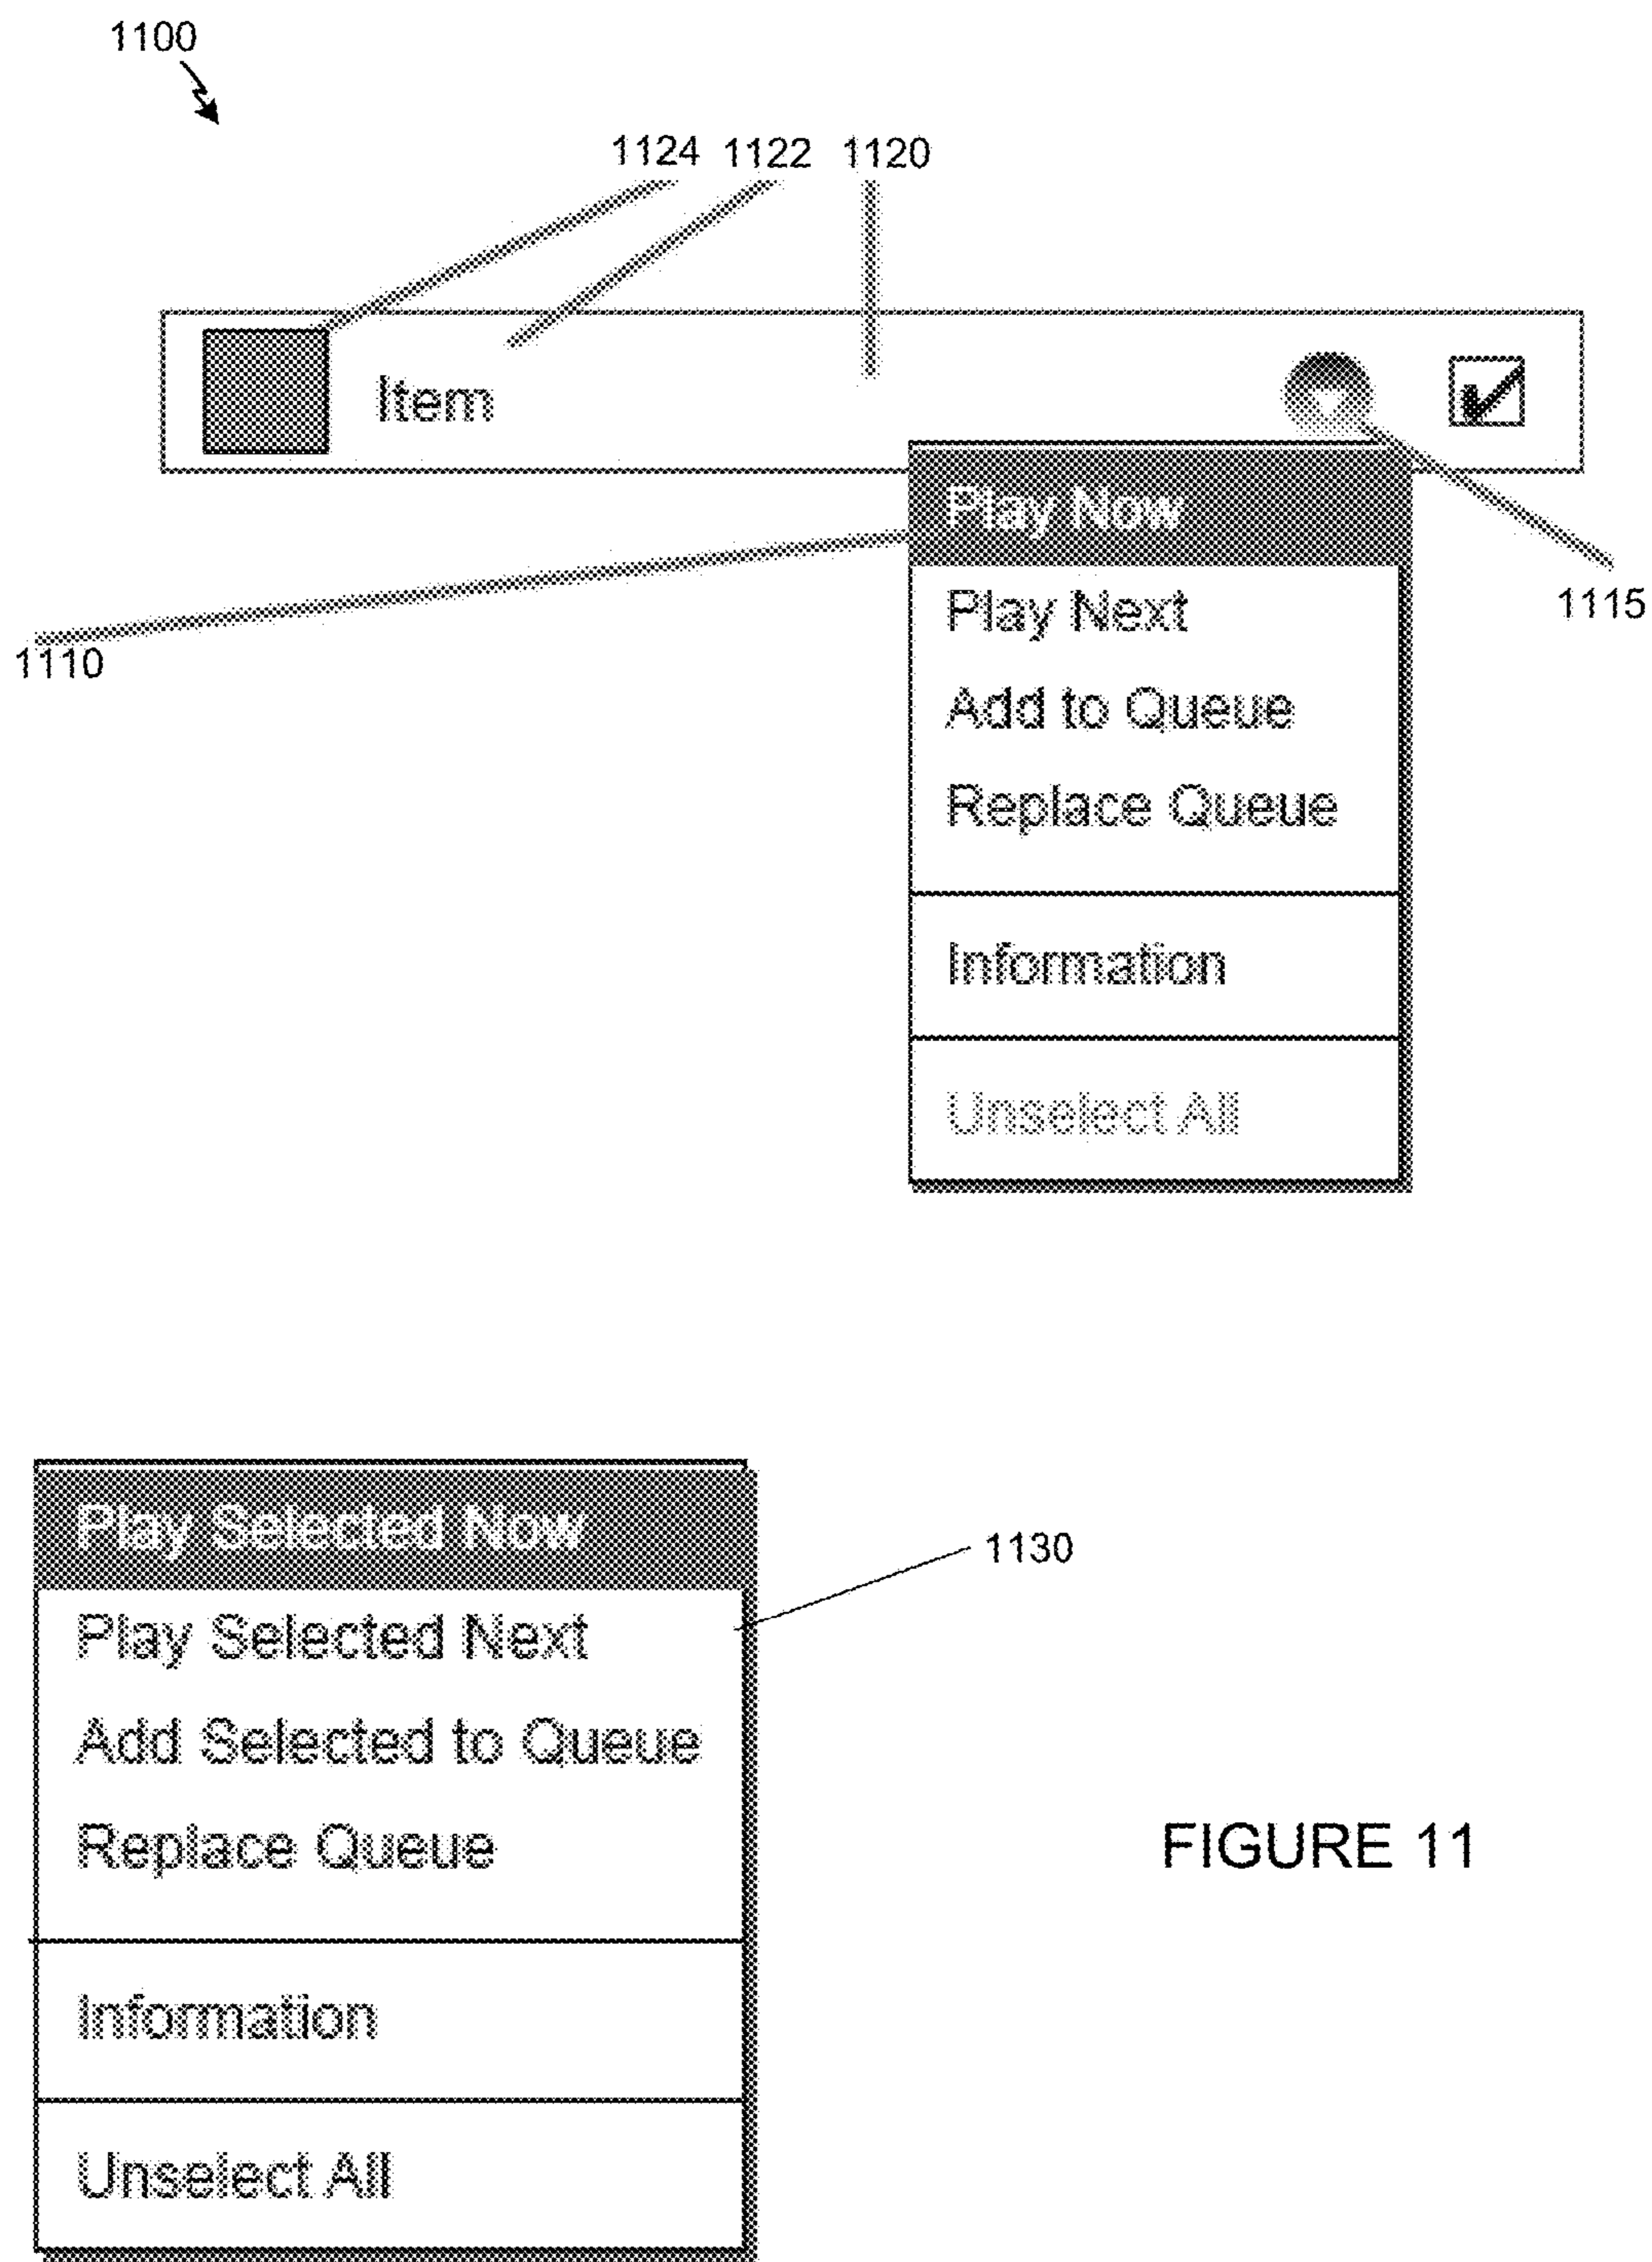 1100
1124 1122 1120
Item
Play Now
Play Next
1115
1110
Add to Queue
Replace Queue
Information
Unselect All
Play Selected Now
1130
Play Selected Next
Add Selected to Queue
Replace Queue
FIGURE 11
Information
Unselect All